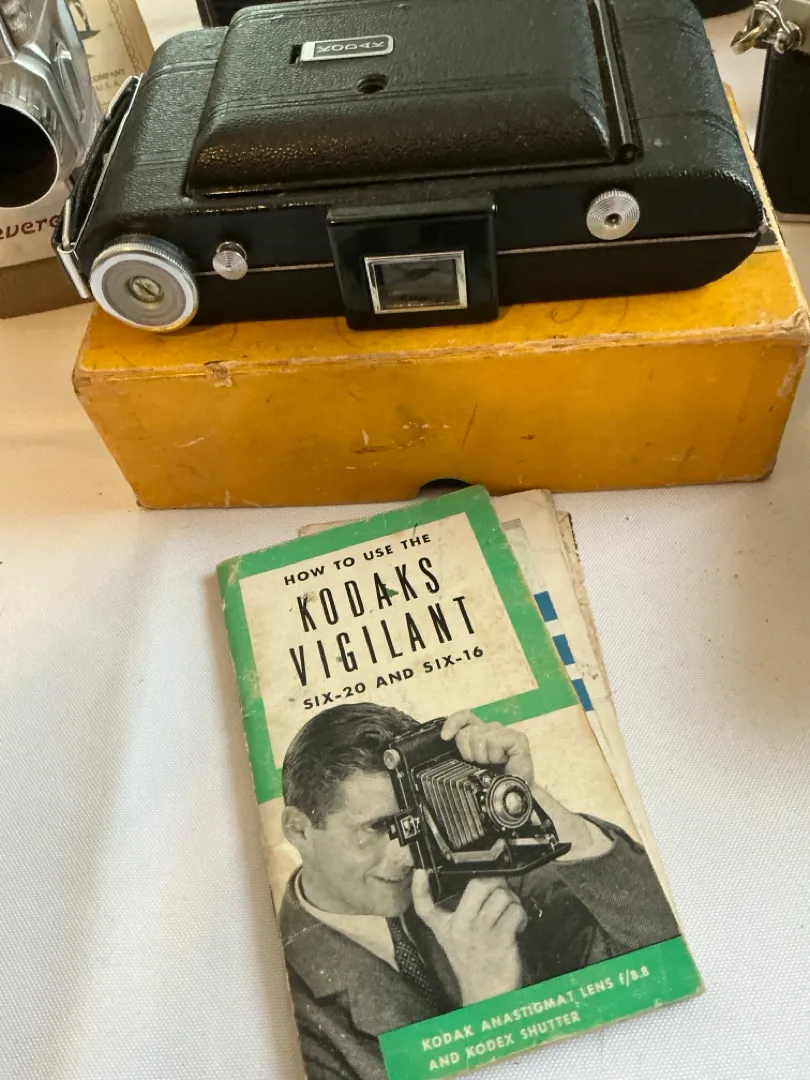 COMPANY
U.S.A.
KODAK
HOW TO USE THE
KODAKS
VIGILANT
SIX-20 AND SIX-16
KODAK ANASTIGMAT LENS f/8.8
AND KODEX SHUTTER